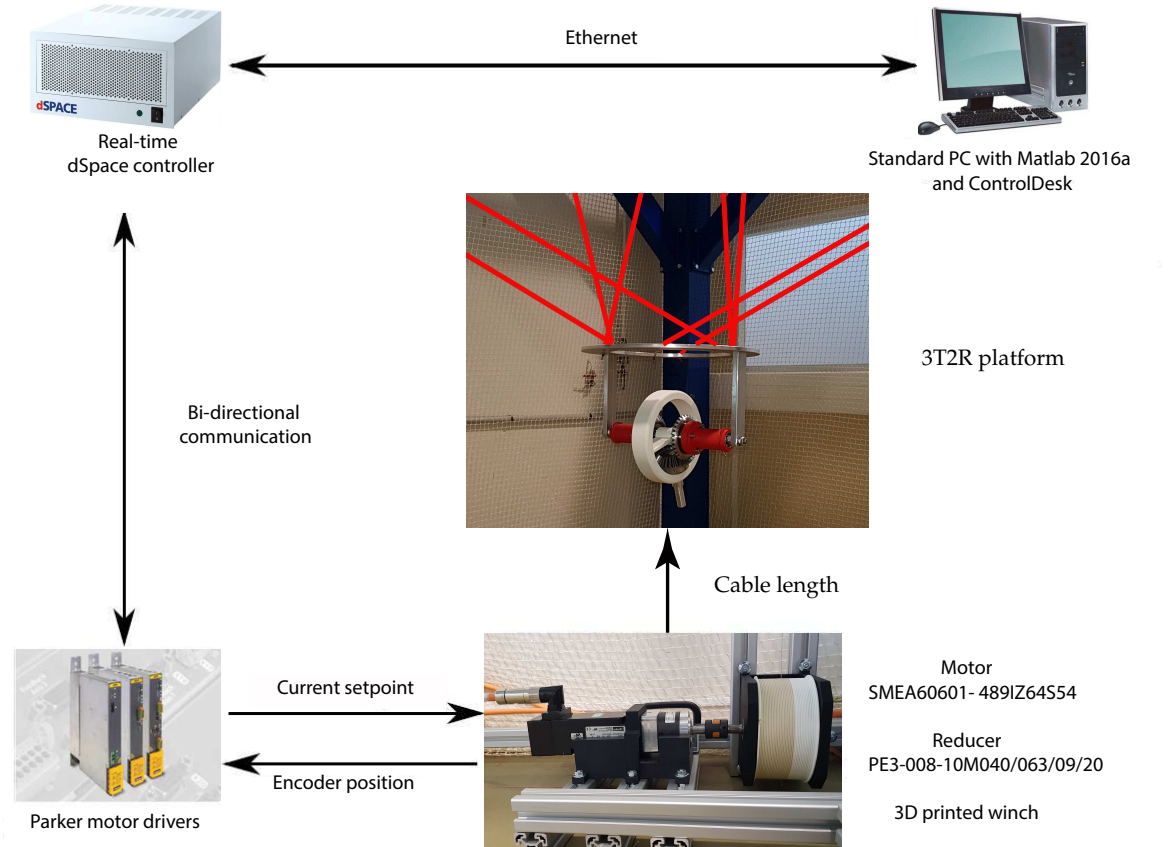 Ethernet
dSPACE
Real-time
dSpace controller
Standard PC with Matlab 2016a
and ControlDesk
3T2R platform
Bi-directional
communication
Cable length
Current setpoint
Encoder position
Parker motor drivers
Motor
SMEA60601- 489IZ64S54
Reducer
PE3-008-10M040/063/09/20
3D printed winch